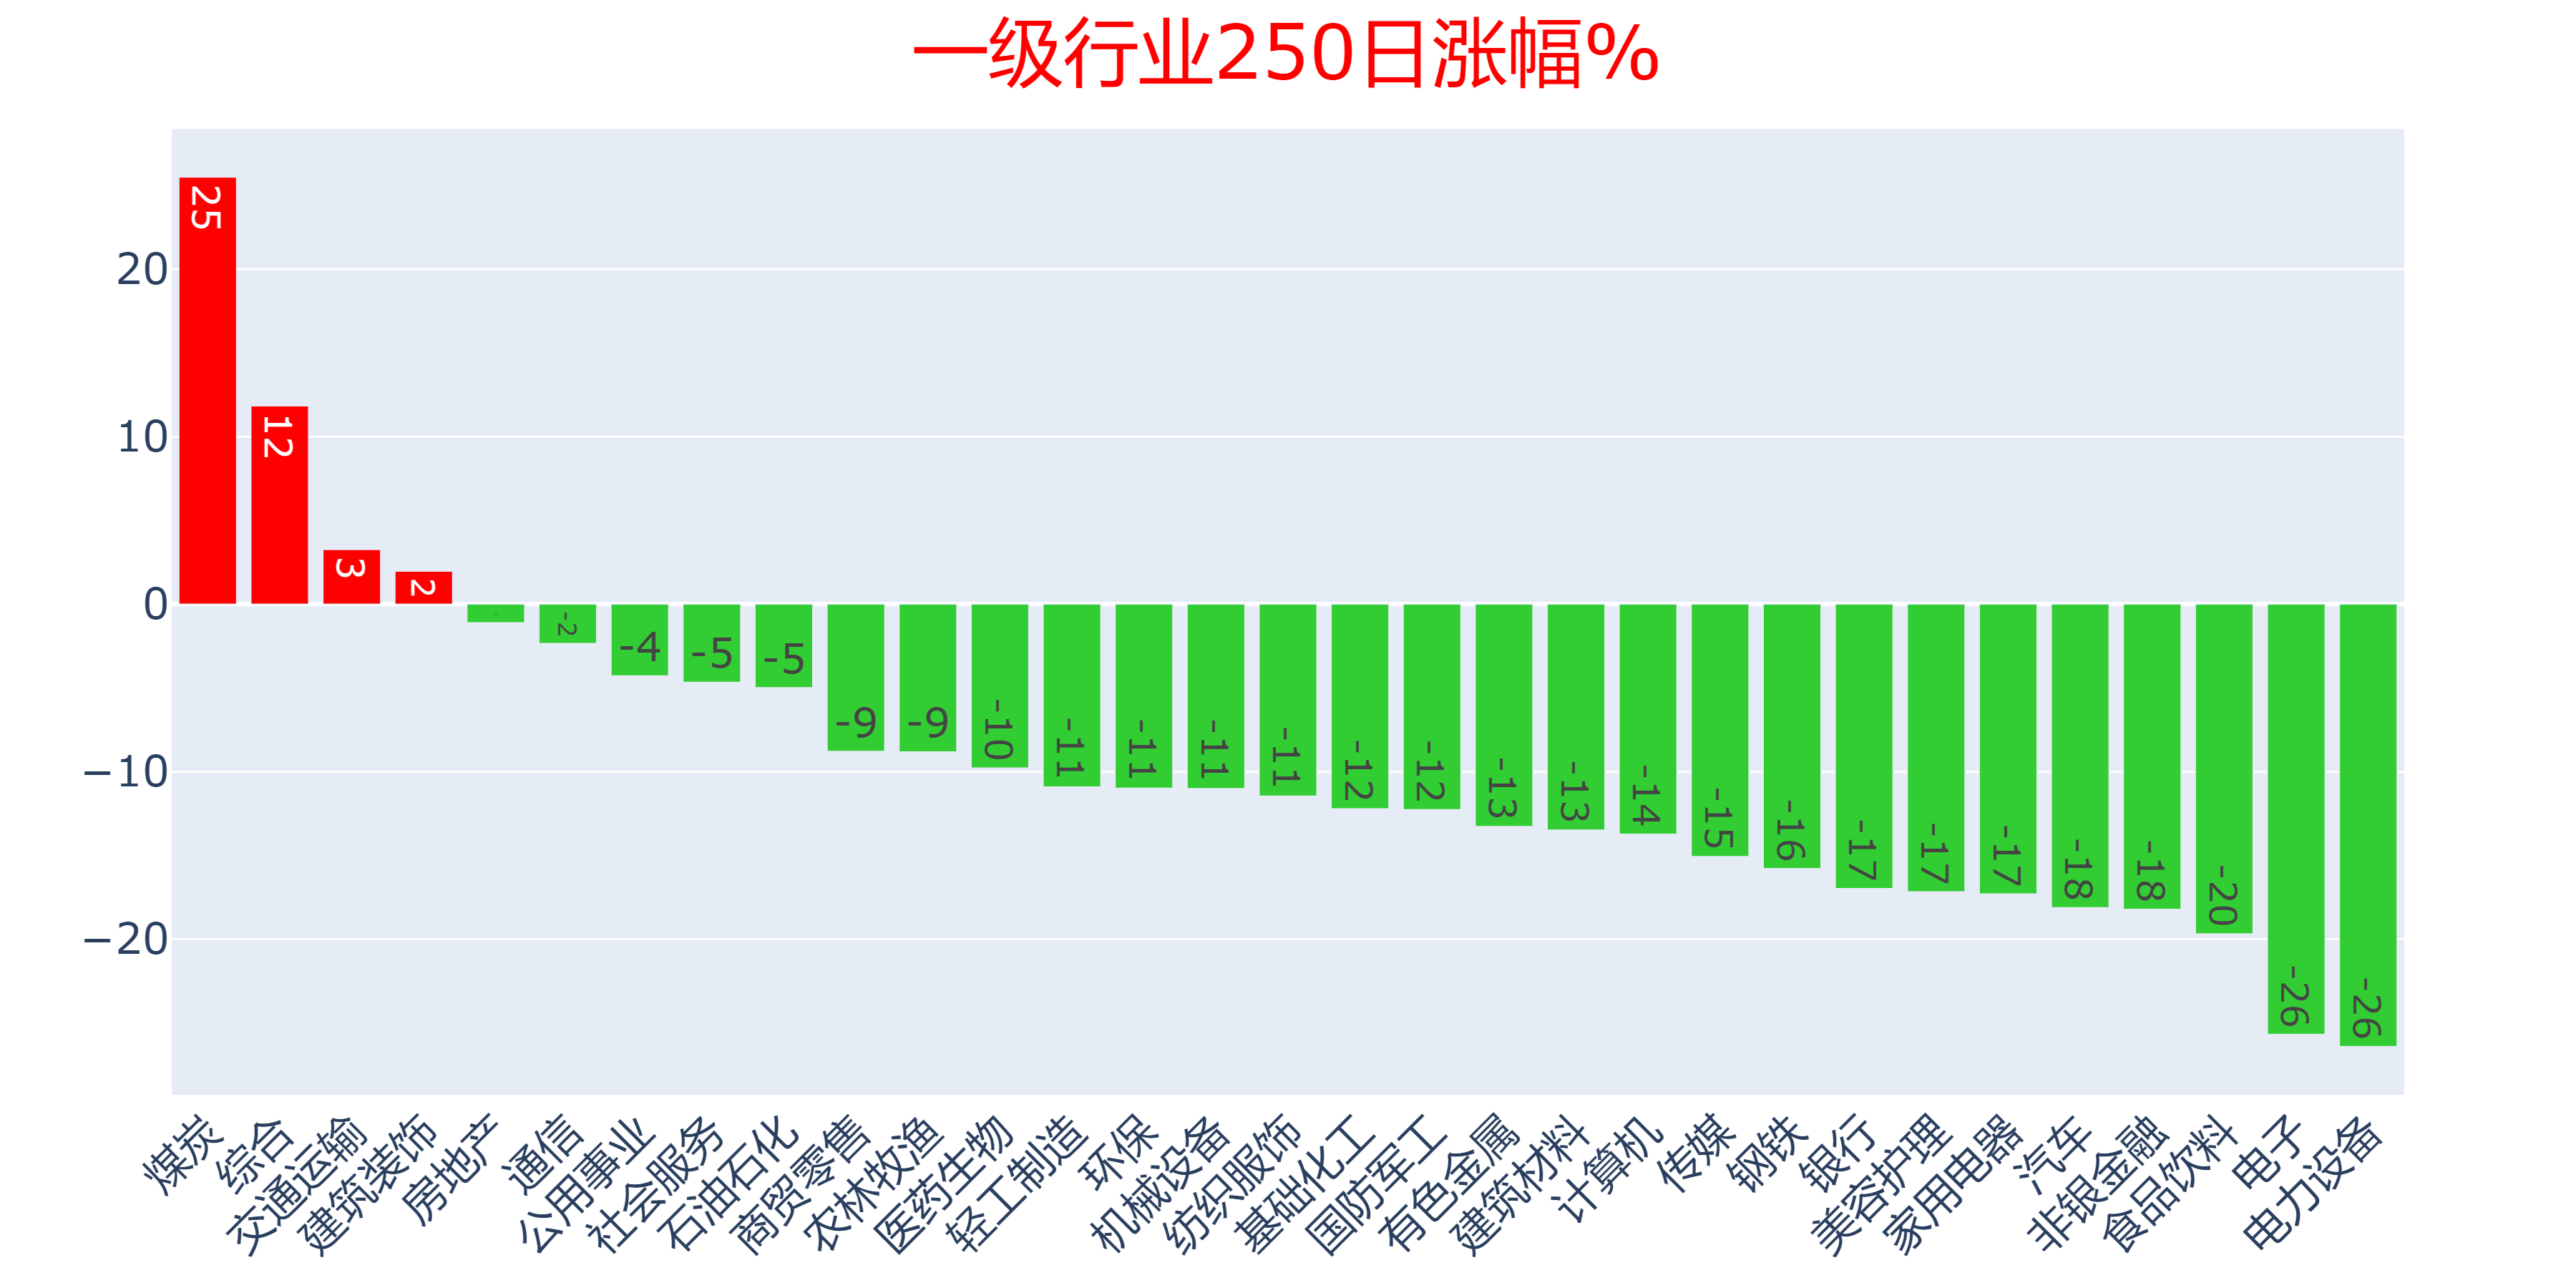 一级行业250日涨幅%
20
10
0
−10
−20
25
12
3
2
-2
-4
-5
-5
-9
-9
-10
-11
-11
-11
-11
-12
-12
-13
-13
-14
-15
-16
-17
-17
-17
-18
-18
-20
-26
-26
煤炭
综合
交通运输
建筑装饰
房地产
通信
公用事业
社会服务
石油石化
商贸零售
农林牧渔
医药生物
轻工制造
环保
机械设备
纺织服饰
基础化工
国防军工
有色金属
建筑材料
计算机
传媒
钢铁
银行
美容护理
家用电器
汽车
非银金融
食品饮料
电子
电力设备